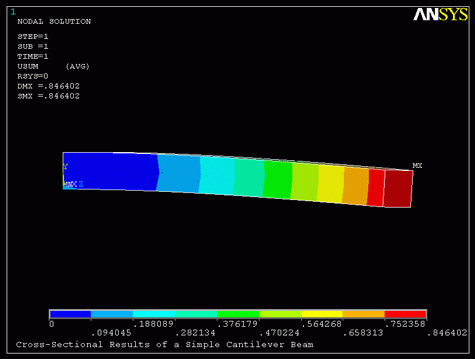 1
ANSYS
NODAL SOLUTION
STEP=1
SUB =1
TIME=1
USUM (AVG)
RSYS=0
DMX =.846402
SMX =.846402
Y
MX
0 .188089 .376179 .564268 .752358
.094045 .282134 .470224 .658313 .846402
Cross-Sectional Results of a Simple Cantilever Beam